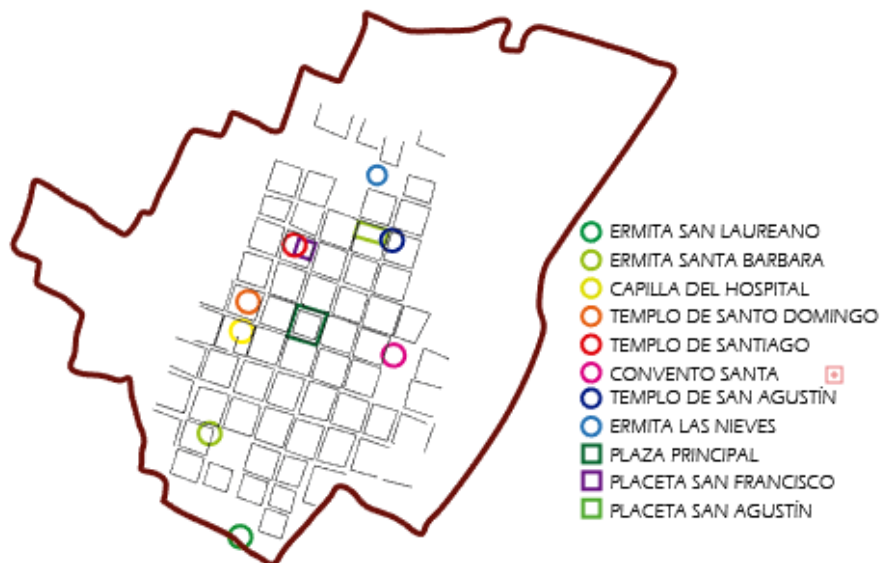 ERMITA SAN LAUREANO
ERMITA SANTA BARBARA
CAPILLA DEL HOSPITAL
TEMPLO DE SANTO DOMINGO
TEMPLO DE SANTIAGO
CONVENTO SANTA
TEMPLO DE SAN AGUSTÍN
ERMITA LAS NIEVES
PLAZA PRINCIPAL
PLACETA SAN FRANCISCO
PLACETA SAN AGUSTÍN